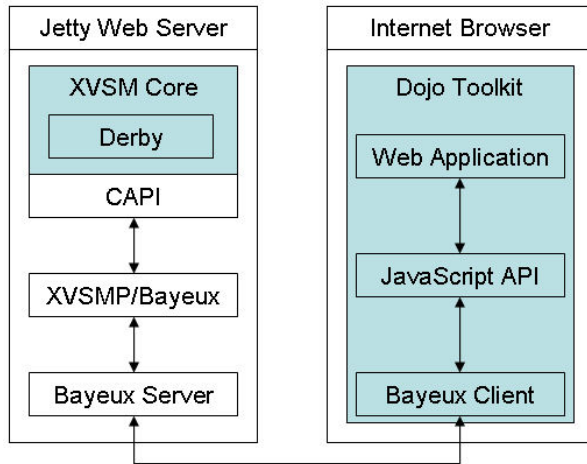 Jetty Web Server
XVSM Core
Derby
CAPI
XVSMP/Bayeux
Bayeux Server
Internet Browser
Dojo Toolkit
Web Application
JavaScript API
Bayeux Client